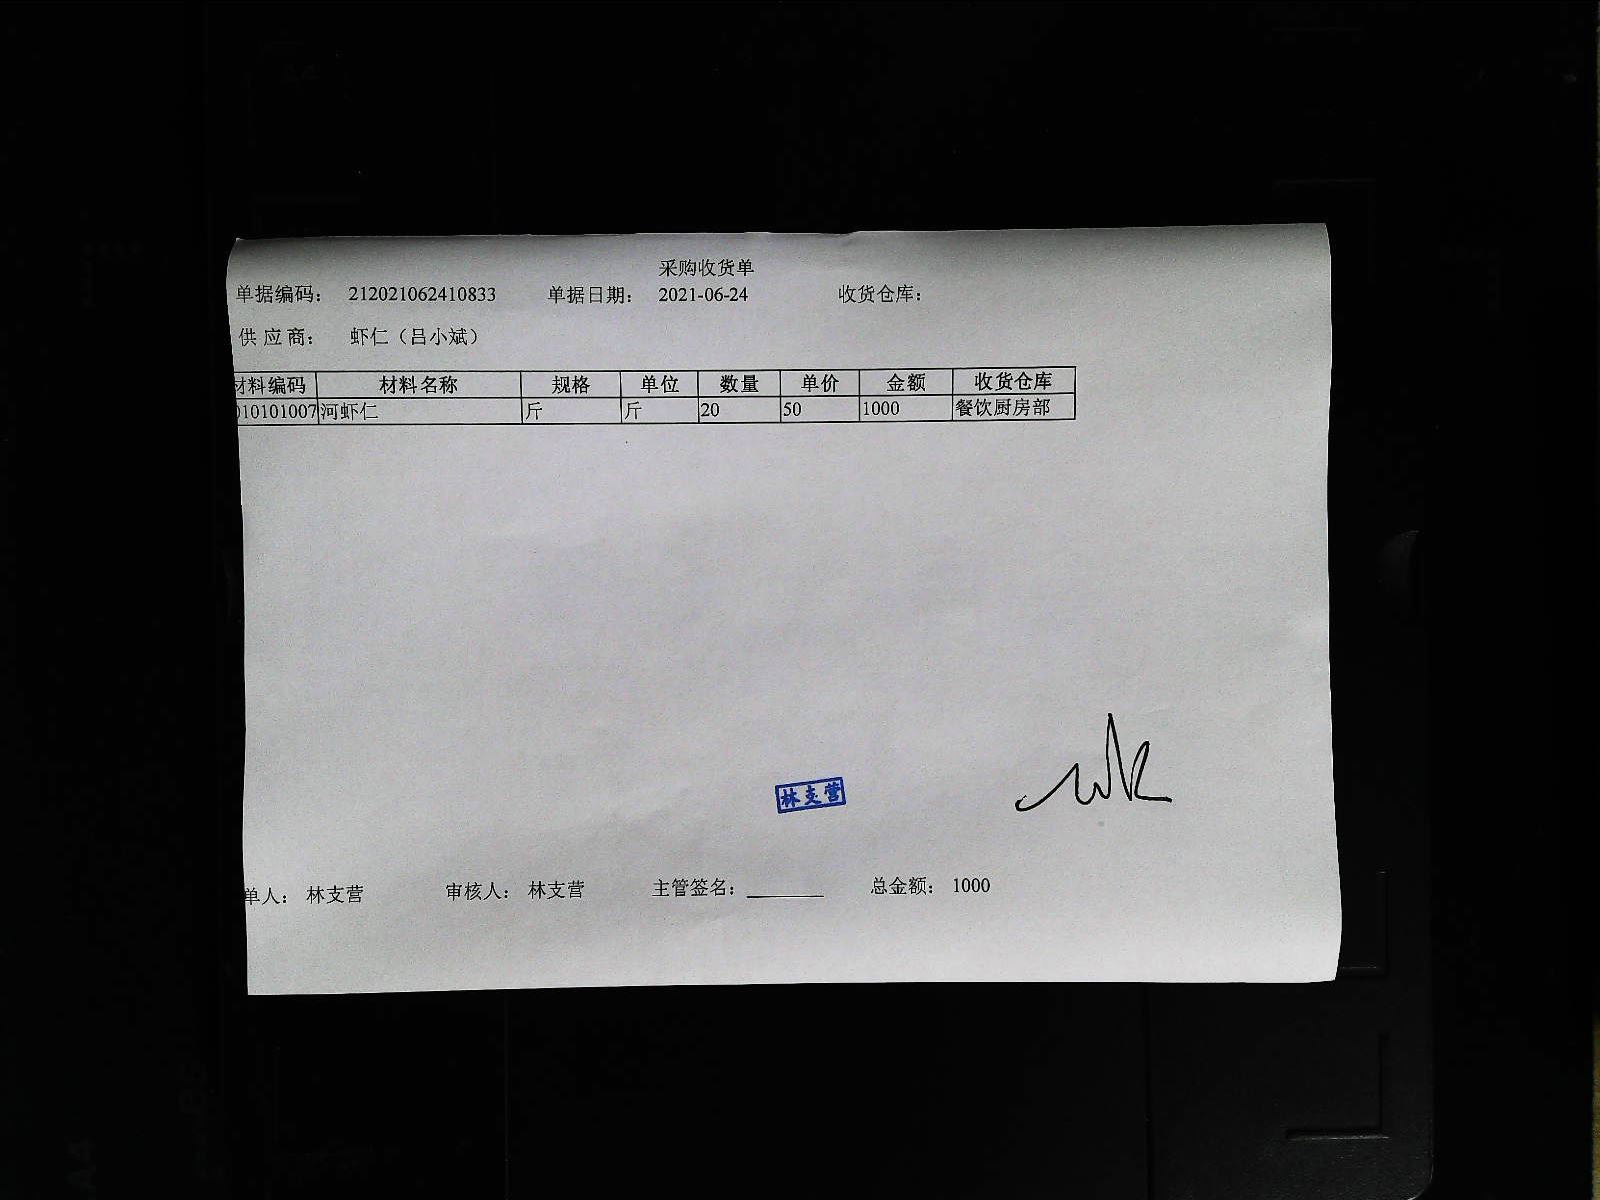 采购收货单
单据编码： 212021062410833 单据日期： 2021-06-24 收货仓库：
供应商： 虾仁（吕小斌）
材料编码 材料名称 规格 单位 数量 单价 金额 收货仓库
010101007 河虾仁 斤 斤 20 50 1000 餐饮厨房部
林支营
单人： 林支营 审核人： 林支营 主管签名： 总金额： 1000